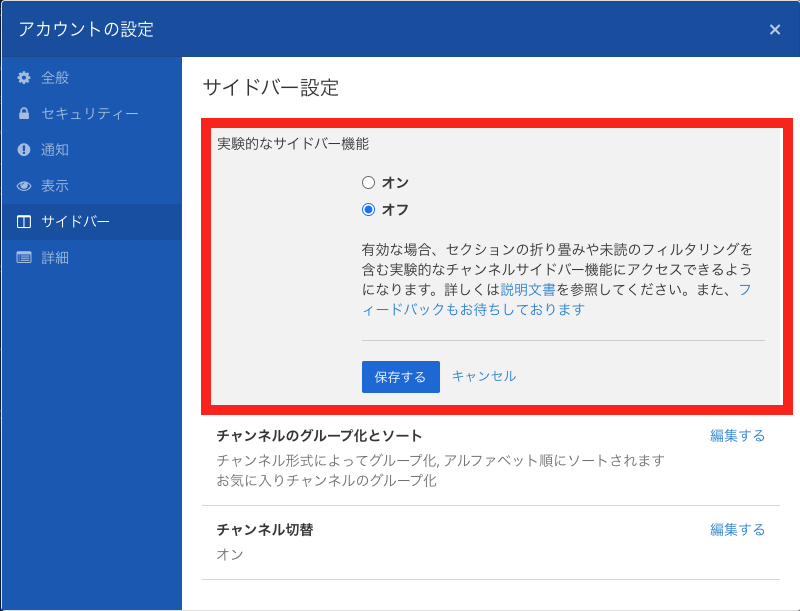 アカウントの設定
×
全般
セキュリティー
通知
表示
サイドバー
詳細
サイドバー設定
実験的なサイドバー機能
オン
オフ
有効な場合、セクションの折り畳みや未読のフィルタリングを
含む実験的なチャンネルサイドバー機能にアクセスできるよう
になります。詳しくは説明文書を参照してください。また、フ
ィードバックもお待ちしております
保存する キャンセル
チャンネルのグループ化とソート 編集する
チャンネル形式によってグループ化, アルファベット順にソートされます
お気に入りチャンネルのグループ化
チャンネル切替 編集する
オン